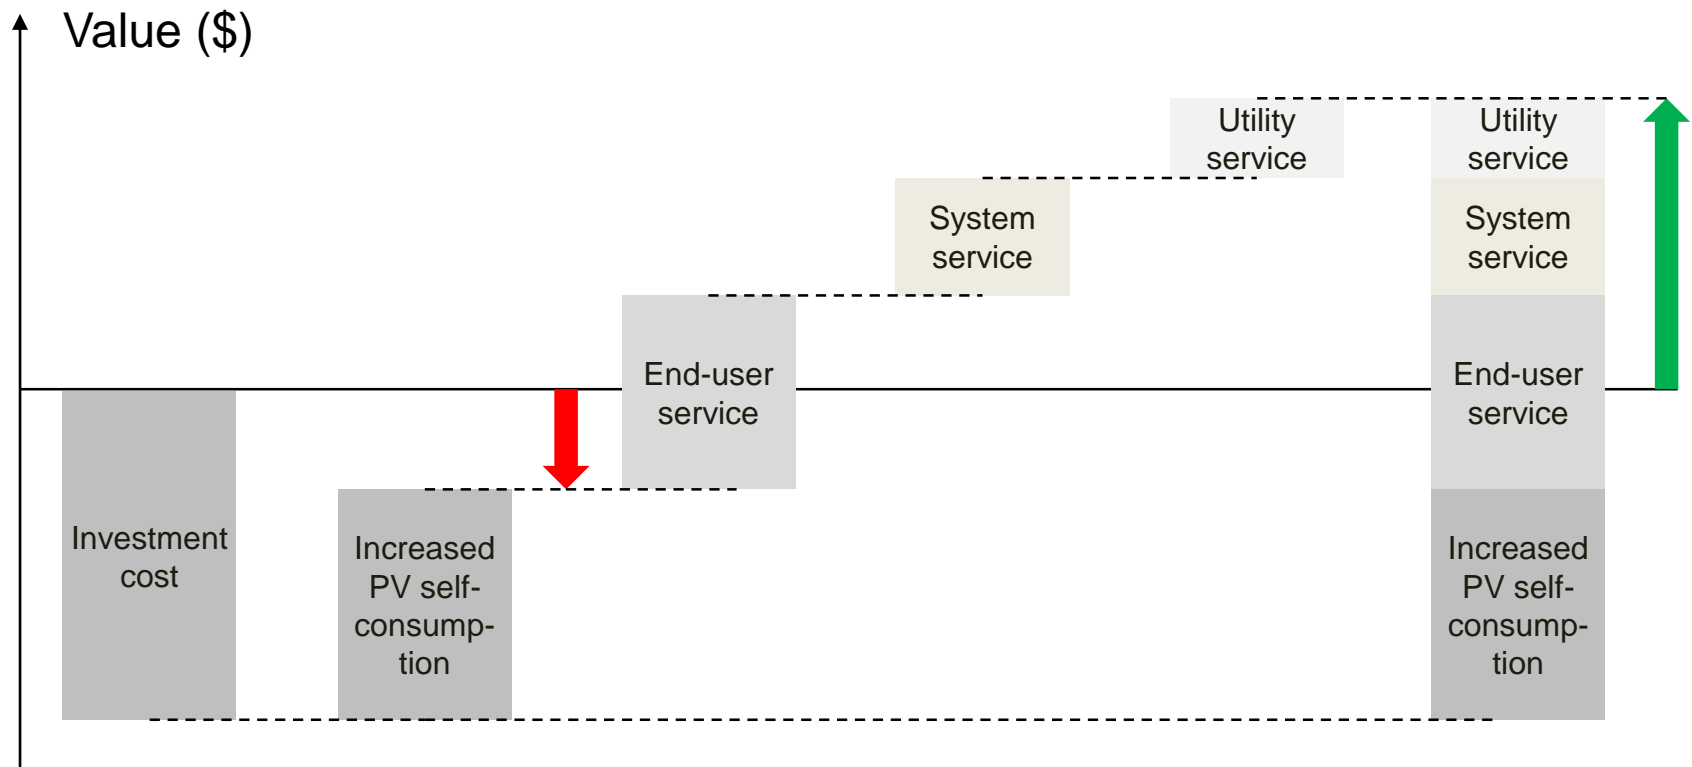 Value ($)
Utility
service
Utility
service
System
service
System
service
End-user
service
End-user
service
Investment
cost
Increased
PV self-
consump-
tion
Increased
PV self-
consump-
tion